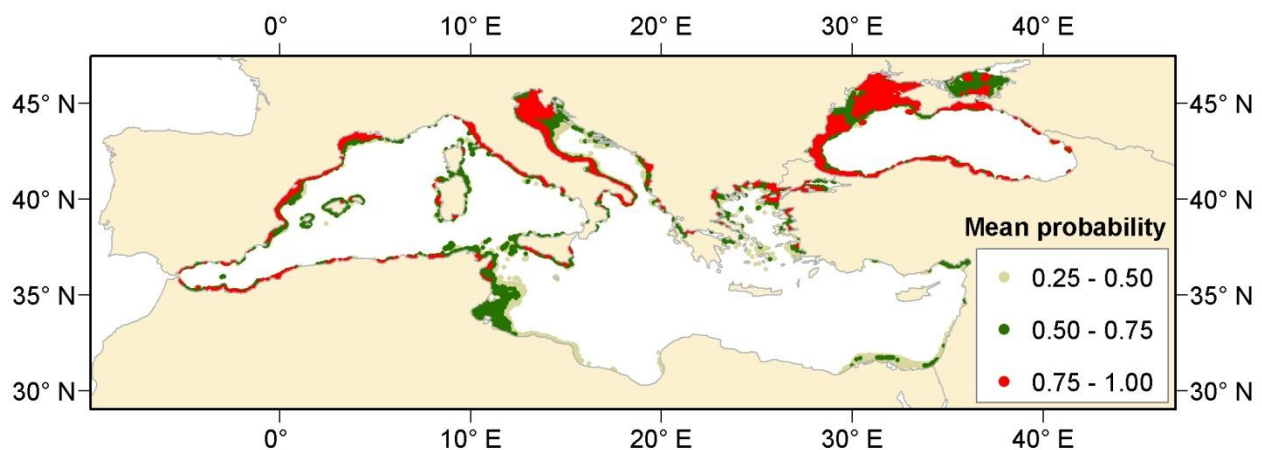 0° 10° E 20° E 30° E 40° E
45° N 45° N
40° N 40° N
Mean probability
0.25 - 0.50
35° N 35° N
0.50 - 0.75
0.75 - 1.00
30° N 30° N
0° 10° E 20° E 30° E 40° E